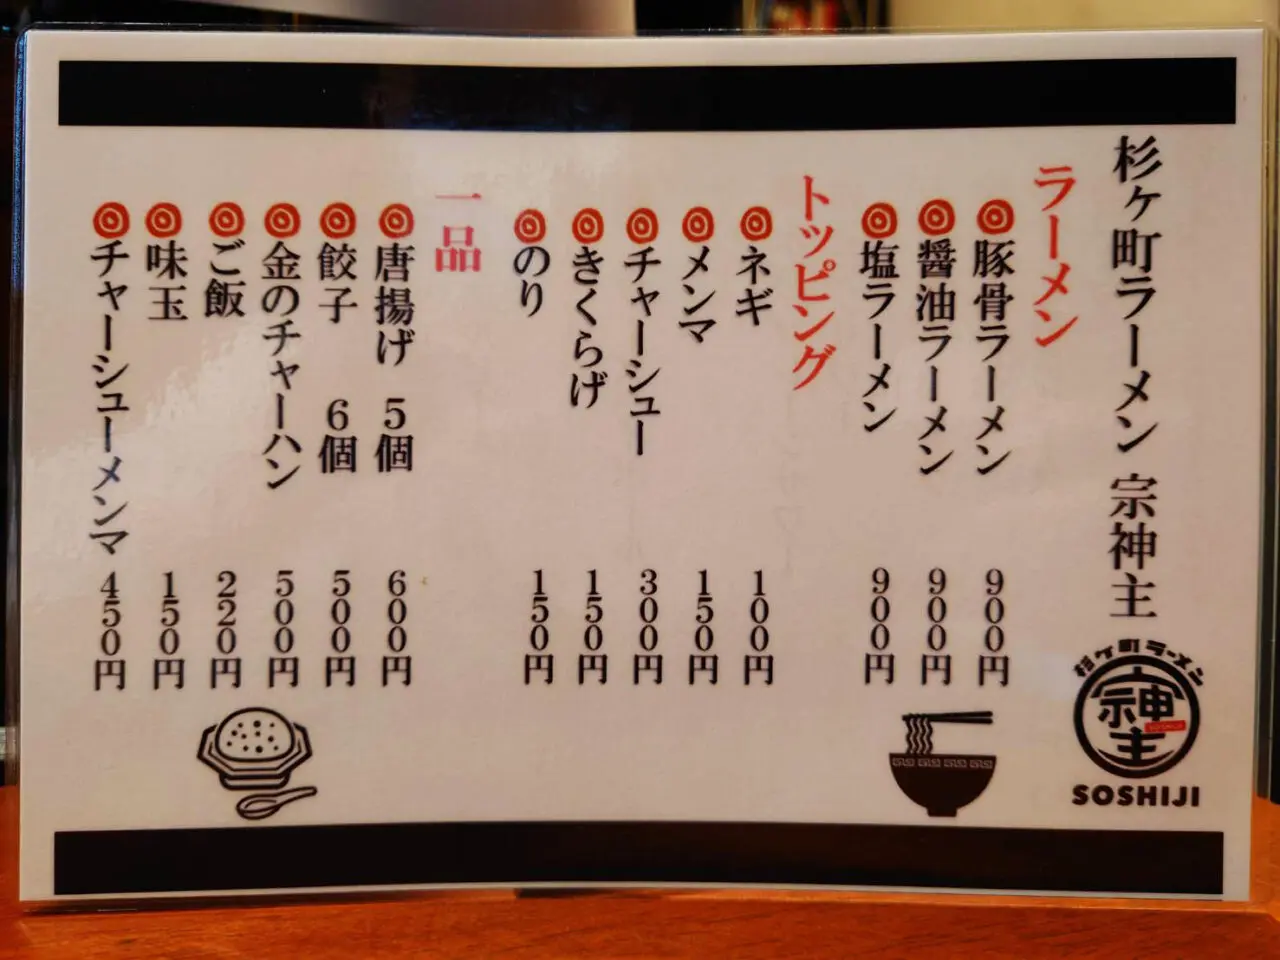 杉ヶ町ラーメン 宗神主
杉ケ町ラーメン
神
主
SOSHIJI
SOSHIJI
ラーメン
豚骨ラーメン 900円
醤油ラーメン 900円
塩ラーメン 900円
トッピング
ネギ 100円
メンマ 150円
チャーシュー 300円
きくらげ 150円
のり 150円
一品
唐揚げ 5個 600円
餃子 6個 500円
金のチャーハン 500円
ご飯 220円
味玉 150円
チャーシューメンマ 450円